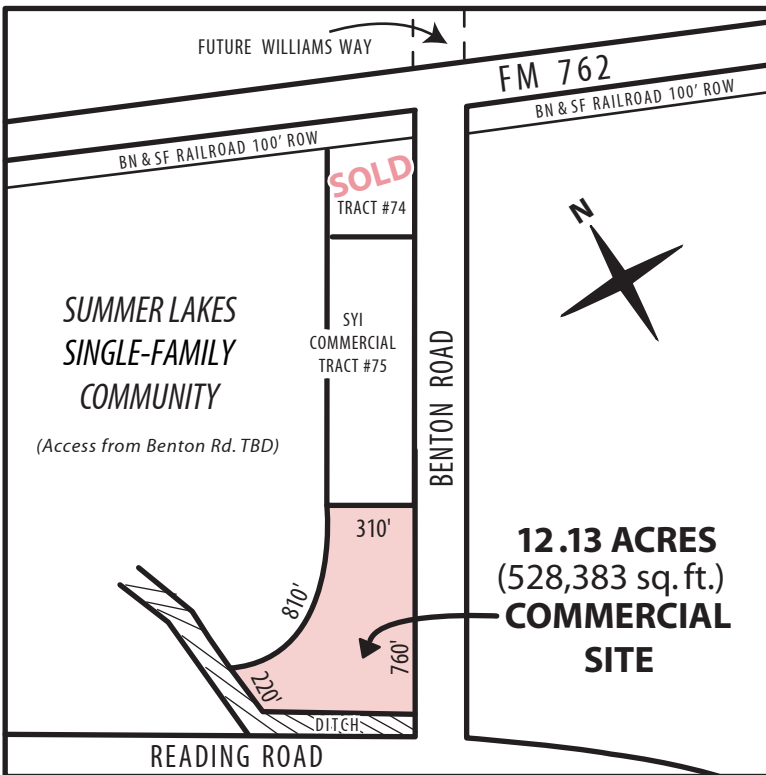 FUTURE WILLIAMS WAY
FM 762
BN & SF RAILROAD 100' ROW
BN & SF RAILROAD 100' ROW
SOLD
TRACT #74
N
SUMMER LAKES
SINGLE-FAMILY
COMMUNITY
(Access from Benton Rd. TBD)
SYI
COMMERCIAL
TRACT #75
BENTON ROAD
310'
810'
760'
220'
12.13 ACRES
(528,383 sq. ft.)
COMMERCIAL
SITE
DITCH
READING ROAD